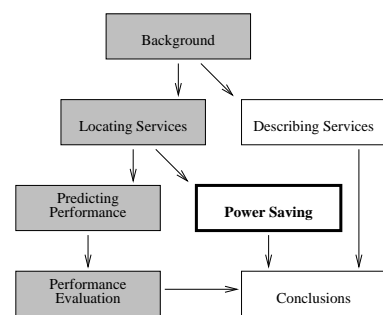 Background
Locating Services
Describing Services
Predicting
Performance
Power Saving
Performance
Evaluation
Conclusions